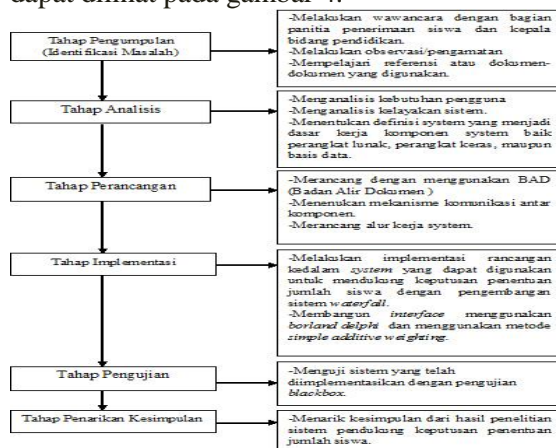 dapat dilihat pada gambar 4.
Tahap Pengumpulan
(Identifikasi Masalah)
-Melakukan wawancara dengan bagian
panitia penerimaan siswa dan kepala
bidang pendidikan.
-Melakukan observasi/pengamatan
-Mempelajari referensi atau dokumen-
dokumen yang digunakan.
Tahap Analisis
-Menganalisis kebutuhan pengguna
-Menganalisis kelayakan sistem.
-Menentukan definisi system yang menjadi
dasar kerja komponen system baik
perangkat lunak, perangkat keras, maupun
basis data.
Tahap Perancangan
-Merancang dengan menggunakan BAD
(Badan Alir Dokumen )
-Menenukan mekanisme komunikasi antar
komponen.
-Merancang alur kerja system.
Tahap Implementasi
-Melakukan implementasi rancangan
kedalam system yang dapat digunakan
untuk mendukung keputusan penentuan
jumlah siswa dengan pengembangan
sistem waterfall.
-Membangun interface menggunakan
borland delphi dan menggunakan metode
simple additive weighting.
Tahap Pengujian
-Menguji sistem yang telah
diimplementasikan dengan pengujian
blackbox.
Tahap Penarikan Kesimpulan
-Menarik kesimpulan dari hasil penelitian
sistem pendukung keputusan penentuan
jumlah siswa.